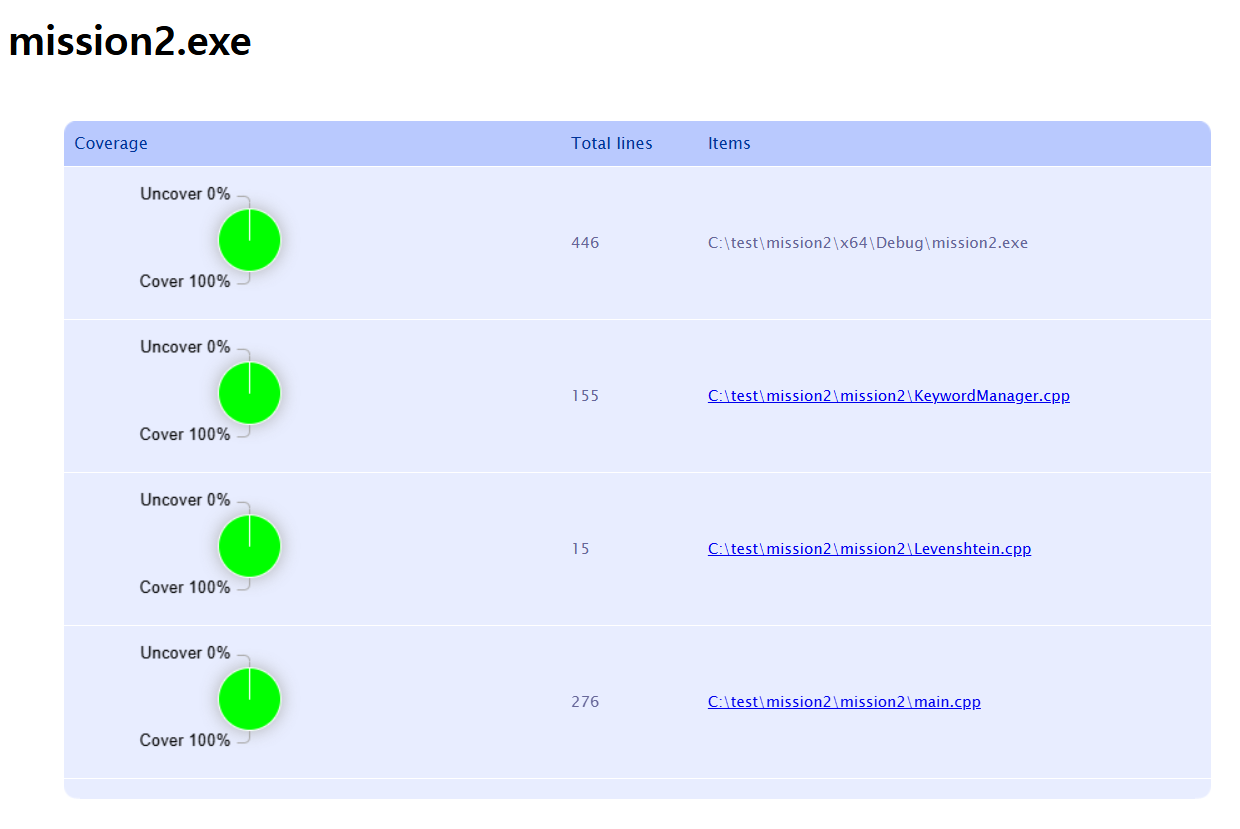 mission2.exe
Coverage Total lines Items
Uncover 0%
446 C:\test\mission2\x64\Debug\mission2.exe
Cover 100%
Uncover 0%
155 C:\test\mission2\mission2\KeywordManager.cpp
Cover 100%
Uncover 0%
15 C:\test\mission2\mission2\Levenshtein.cpp
Cover 100%
Uncover 0%
276 C:\test\mission2\mission2\main.cpp
Cover 100%